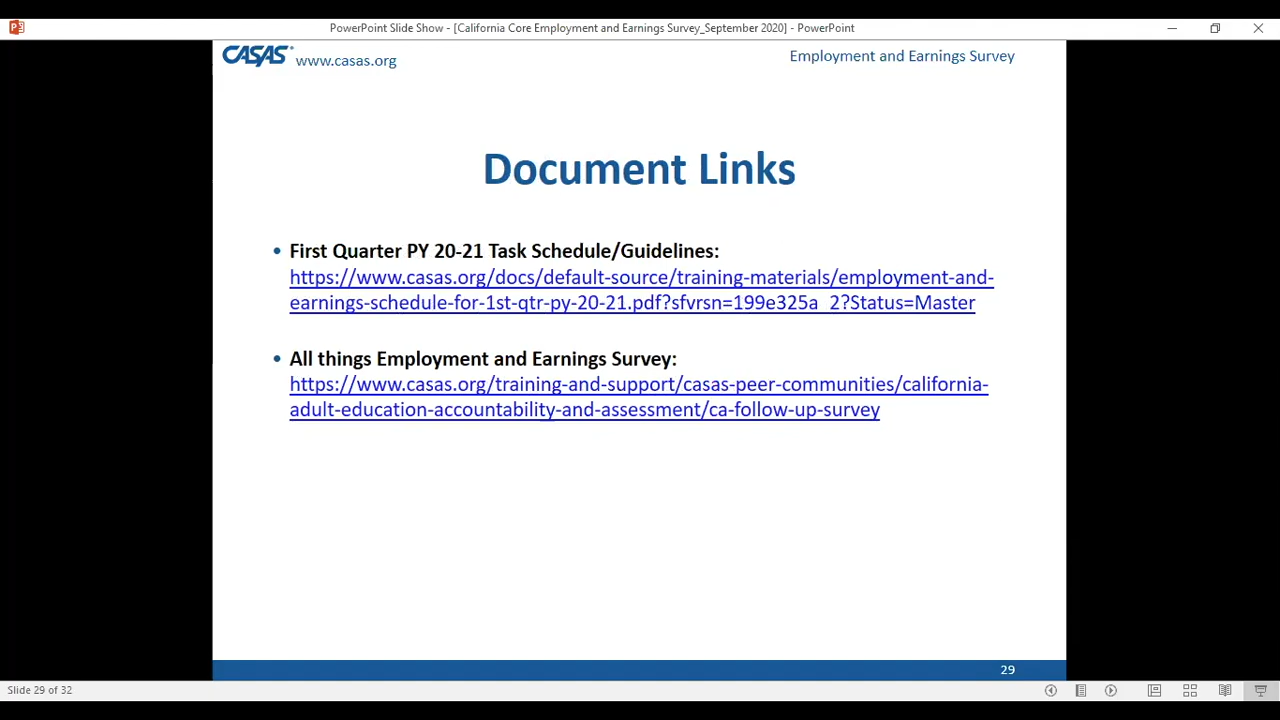 PowerPoint Slide Show - [California Core Employment and Earnings Survey_September 2020] - PowerPoint
CASAS www.casas.org
Employment and Earnings Survey
Document Links
• First Quarter PY 20-21 Task Schedule/Guidelines:
https://www.casas.org/docs/default-source/training-materials/employment-and-
earnings-schedule-for-1st-qtr-py-20-21.pdf?sfvrsn=199e325a_2?Status=Master
• All things Employment and Earnings Survey:
https://www.casas.org/training-and-support/casas-peer-communities/california-
adult-education-accountability-and-assessment/ca-follow-up-survey
29
Slide 29 of 32